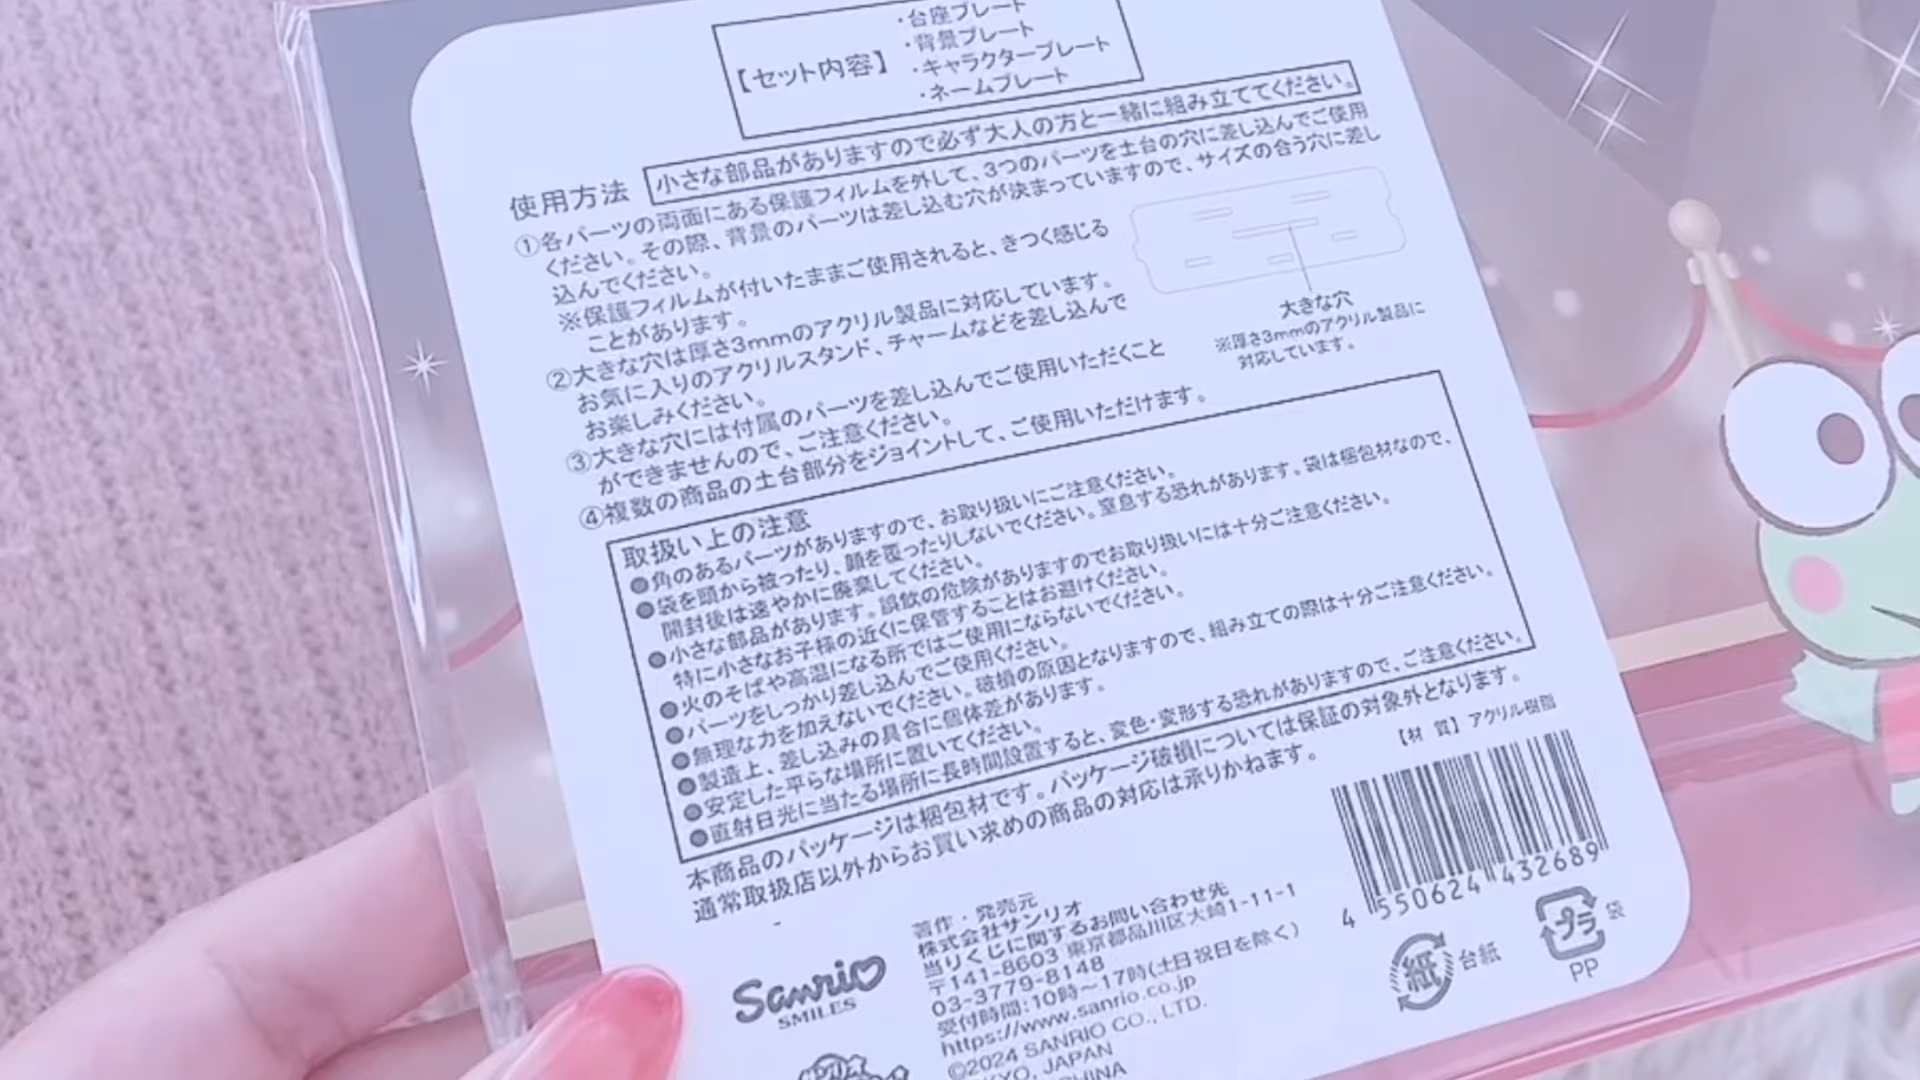 【セット内容】
・台座プレート
・背景プレート
・キャラクタープレート
・ネームプレート
使用方法
小さな部品がありますので必ず大人の方と一緒に組み立ててください。
①各パーツの両面にある保護フィルムを外して、3つのパーツを土台の穴に差し込んでご使用
ください。その際、背景のパーツは差し込む穴が決まっていますので、サイズの合う穴に差し
込んでください。
※保護フィルムが付いたままご使用されると、きつく感じる
ことがあります。
②大きな穴は厚さ3mmのアクリル製品に対応しています。
お気に入りのアクリルスタンド、チャームなどを差し込んで
お楽しみください。
③大きな穴には付属のパーツを差し込んでご使用いただくこと
ができませんので、ご注意ください。
④複数の商品の土台部分をジョイントして、ご使用いただけます。
大きな穴
※厚さ3mmのアクリル製品に
対応しています。
取扱い上の注意
●角のあるパーツがありますので、お取り扱いにご注意ください。
●袋を頭から被ったり、顔を覆ったりしないでください。窒息する恐れがあります。袋は梱包材なので、
開封後は速やかに廃棄してください。
●小さな部品があります。誤飲の危険がありますのでお取り扱いには十分ご注意ください。
特に小さなお子様の近くに保管することはお避けください。
●火のそばや高温になる所ではご使用にならないでください。
●パーツをしっかり差し込んでご使用ください。
●無理な力を加えないでください。破損の原因となりますので、組み立ての際は十分ご注意ください。
●製造上、差し込みの具合に個体差があります。
●安定した平らな場所に置いてください。
●直射日光に当たる場所に長時間設置すると、変色・変形する恐れがありますので、ご注意ください。
本商品のパッケージは梱包材です。パッケージ破損については保証の対象外となります。
通常取扱店以外からお買い求めの商品の対応は承りかねます。
【材 質】アクリル樹脂
4 550624 432689
Sanrio
SMILES
著作・発売元
株式会社サンリオ
当りくじに関するお問い合わせ先
〒141-8603 東京都品川区大崎1-11-1
03-3779-8148
受付時間:10時～17時(土日祝日を除く)
https://www.sanrio.co.jp
©2024 SANRIO CO., LTD.
JAPAN
紙
台紙
プラ
袋
PP